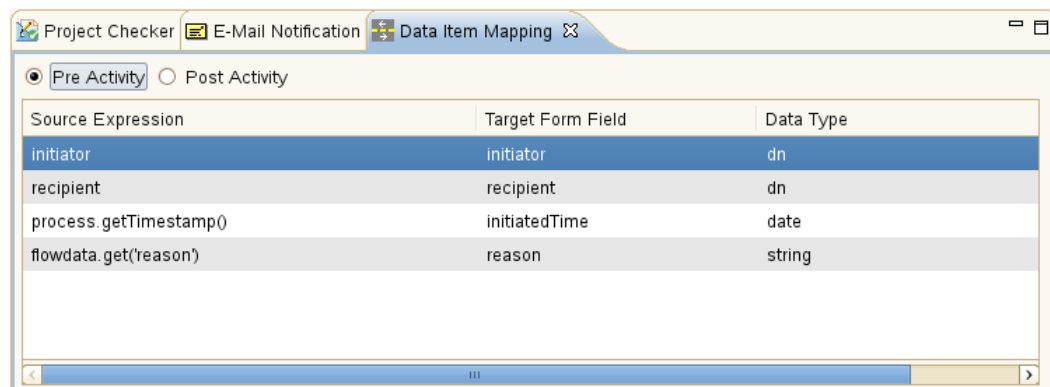 Project Checker E-Mail Notification Data Item Mapping
Pre Activity Post Activity
Source Expression Target Form Field Data Type
initiator initiator dn
recipient recipient dn
process.getTimestamp() initiatedTime date
flowdata.get('reason') reason string